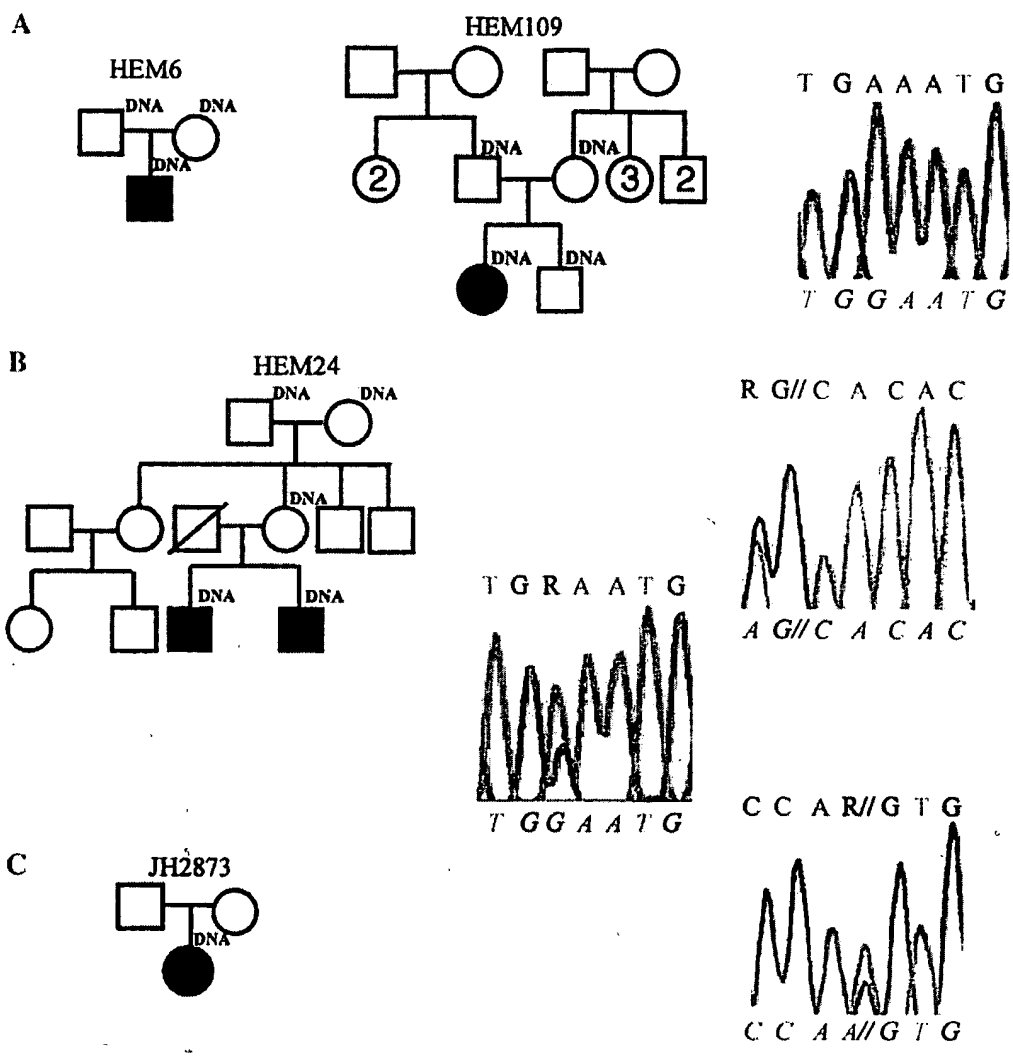 A
HEM6
DNA DNA
DNA
HEM109
DNA DNA
2 3 2
DNA DNA
T G A A A T G
T G G A A T G
B
HEM24
DNA DNA
DNA
DNA DNA
R G// C A C A C
A G// C A C A C
T G R A A T G
T G G A A T G
C
JH2873
DNA
C C A R// G T G
C C A A// G T G